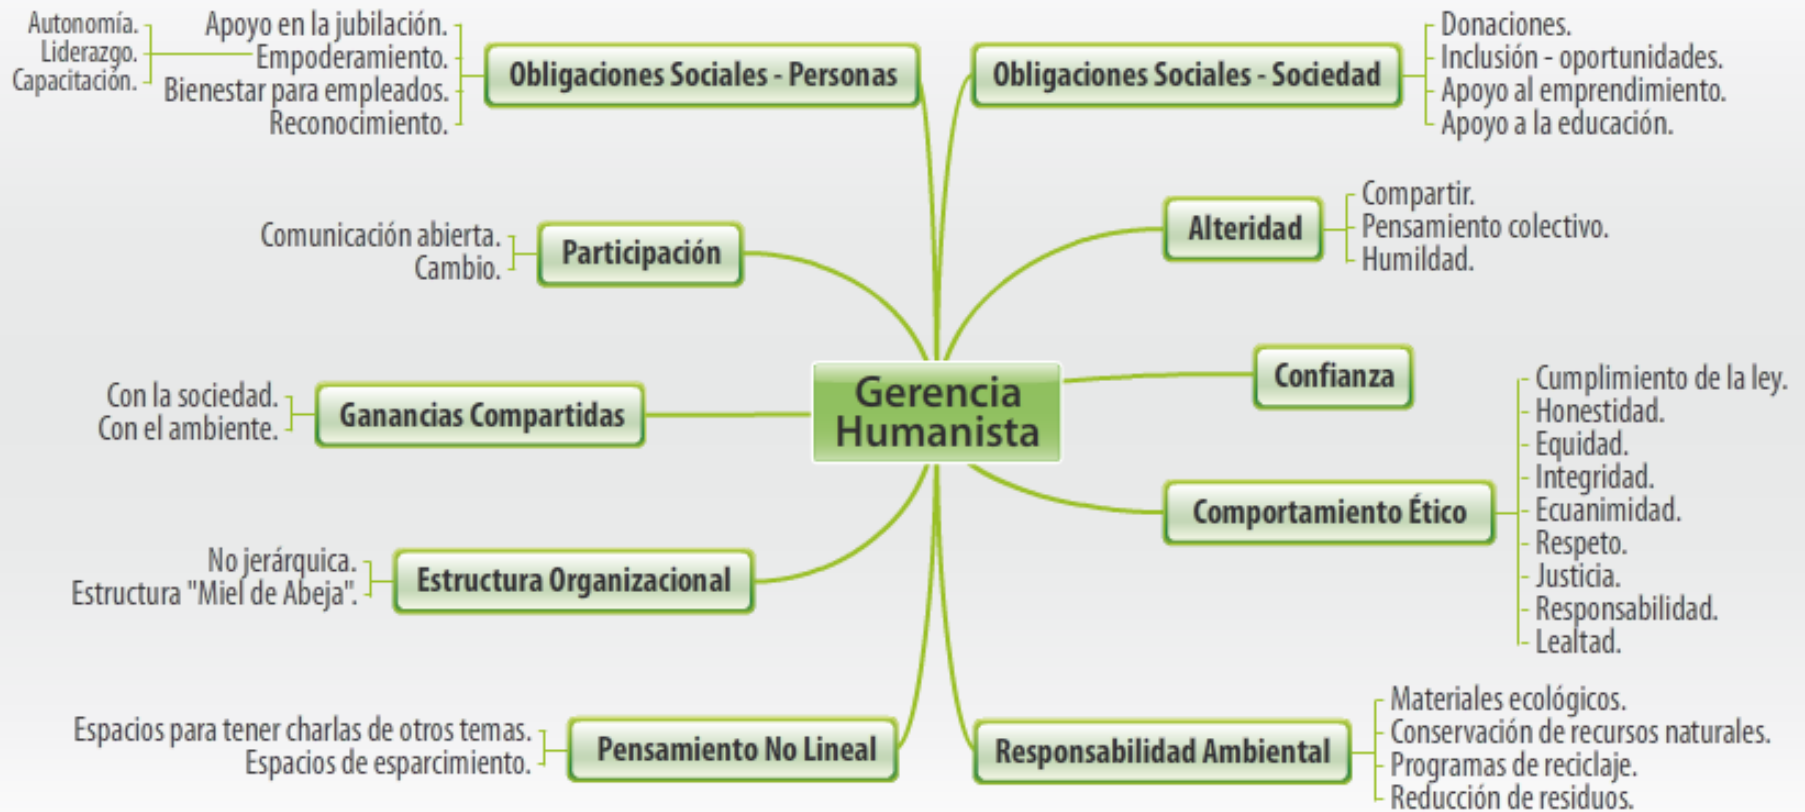 Autonomía.
Liderazgo.
Capacitación.
Apoyo en la jubilación.
Empoderamiento.
Bienestar para empleados.
Reconocimiento.
Obligaciones Sociales - Personas
Obligaciones Sociales - Sociedad
Donaciones.
Inclusión - oportunidades.
Apoyo al emprendimiento.
Apoyo a la educación.
Comunicación abierta.
Cambio.
Participación
Alteridad
Compartir.
Pensamiento colectivo.
Humildad.
Con la sociedad.
Con el ambiente.
Ganancias Compartidas
Gerencia
Humanista
Confianza
Comportamiento Ético
Cumplimiento de la ley.
Honestidad.
Equidad.
Integridad.
Ecuanimidad.
Respeto.
Justicia.
Responsabilidad.
Lealtad.
No jerárquica.
Estructura "Miel de Abeja".
Estructura Organizacional
Espacios para tener charlas de otros temas.
Espacios de esparcimiento.
Pensamiento No Lineal
Responsabilidad Ambiental
Materiales ecológicos.
Conservación de recursos naturales.
Programas de reciclaje.
Reducción de residuos.